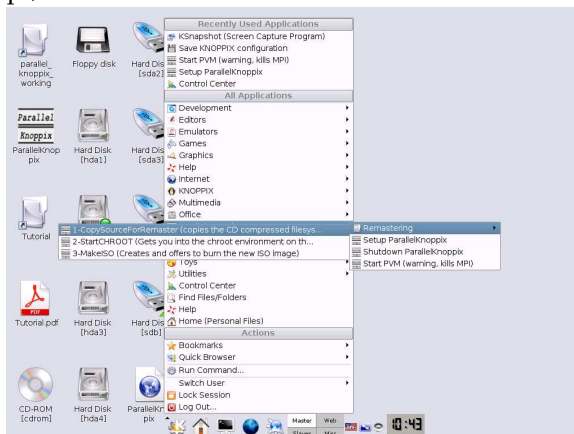 parallel_
knoppix_
working
Floppy disk
Hard Dis
[sda2]
Parallel
Knoppix
ParallelKnop
pix
Hard Disk
[hda1]
Hard Dis
[sda3]
Tutorial
Tutorial.pdf
Hard Disk
[hda3]
Hard Dis
[sdb]
CD-ROM
[cdrom]
Hard Disk
[hda4]
ParallelKr
pix
Recently Used Applications
KSnapshot (Screen Capture Program)
Save KNOPPIX configuration
Start PVM (warning, kills MPI)
Setup ParallelKnoppix
Control Center
All Applications
Development
Editors
Emulators
Games
Graphics
Help
Internet
KNOPPIX
Multimedia
Office
1-CopySourceForRemaster (copies the CD compressed filesys...
2-StartCHROOT (Gets you into the chroot environment on th...
3-MakeISO (Creates and offers to burn the new ISO image)
Remastering
Setup ParallelKnoppix
Shutdown ParallelKnoppix
Start PVM (warning, kills MPI)
Toys
Utilities
Control Center
Find Files/Folders
Help
Home (Personal Files)
Actions
Bookmarks
Quick Browser
Run Command...
Switch User
Lock Session
Log Out...
Master
Web
10:43